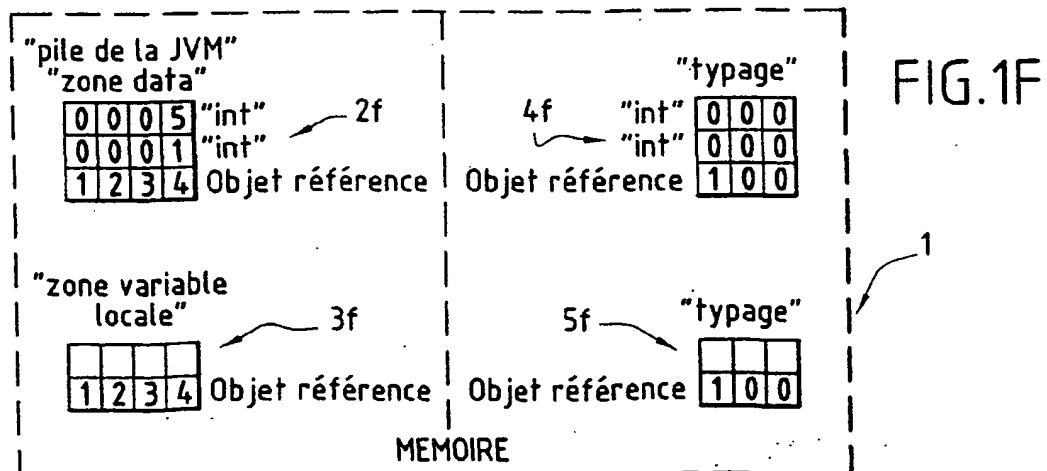 "pile de la JVM"
"zone data"
0 0 0 5 "int"
0 0 0 1 "int"
1 2 3 4 Objet référence
2f
"typage"
"int" 0 0 0
"int" 0 0 0
Objet référence 1 0 0
4f
FIG.1F
"zone variable
locale"
1 2 3 4 Objet référence
3f
"typage"
Objet référence 1 0 0
5f
1
MEMOIRE